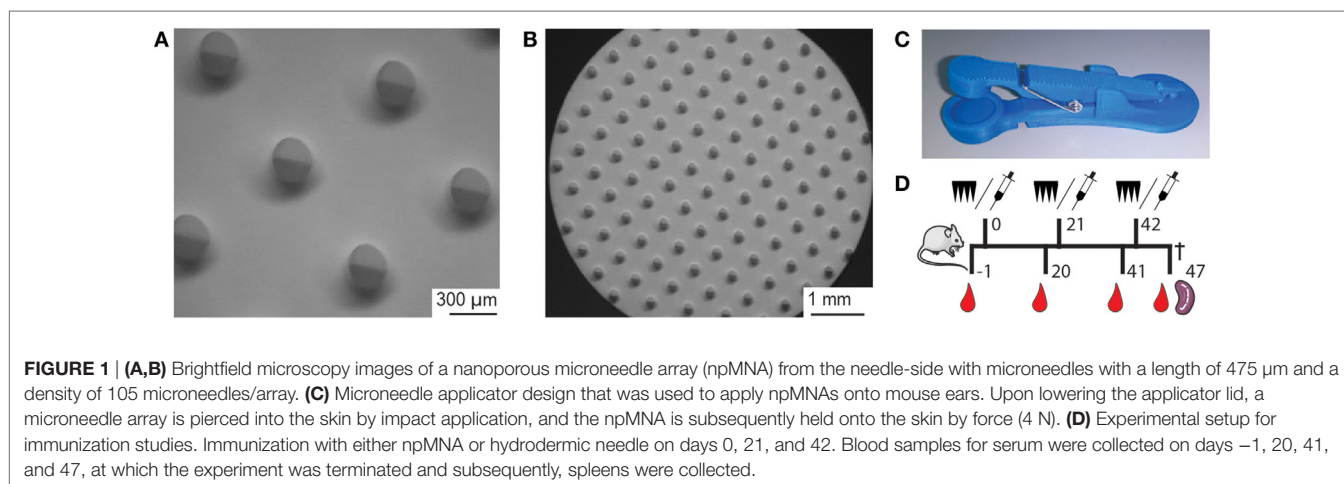 A
B
C
D
300 µm
1 mm
0
21
42
-1
20
41
47
†
FIGURE 1 | (A,B) Brightfield microscopy images of a nanoporous microneedle array (npMNA) from the needle-side with microneedles with a length of 475 µm and a
density of 105 microneedles/array. (C) Microneedle applicator design that was used to apply npMNAs onto mouse ears. Upon lowering the applicator lid, a
microneedle array is pierced into the skin by impact application, and the npMNA is subsequently held onto the skin by force (4 N). (D) Experimental setup for
immunization studies. Immunization with either npMNA or hydrodermic needle on days 0, 21, and 42. Blood samples for serum were collected on days −1, 20, 41,
and 47, at which the experiment was terminated and subsequently, spleens were collected.